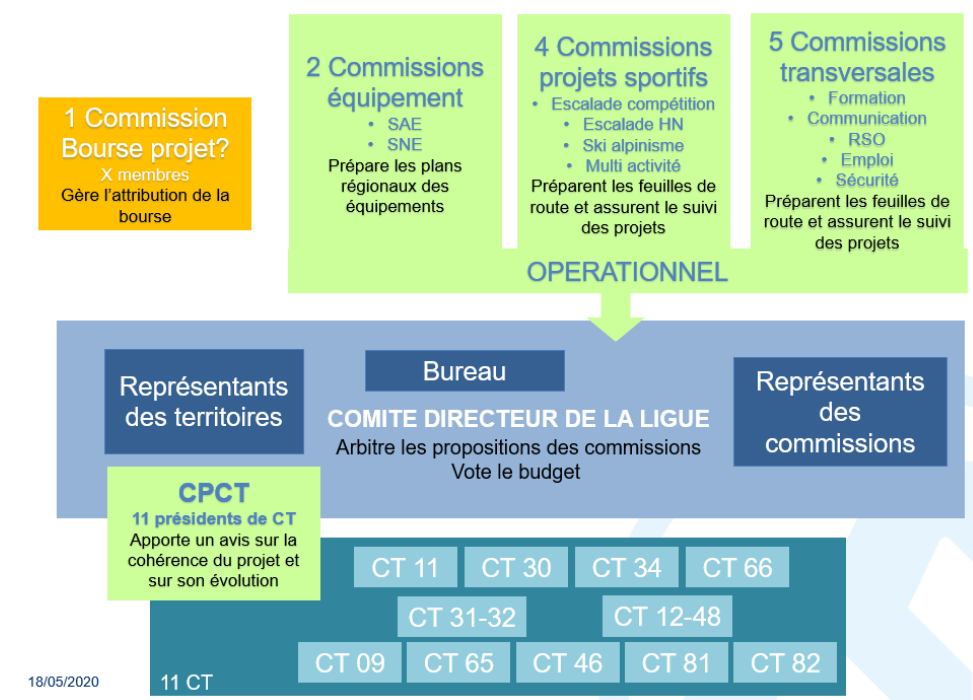 1 Commission
Bourse projet?
X membres
Gère l'attribution de la
bourse
2 Commissions
équipement
• SAE
• SNE
Prépare les plans
régionaux des
équipements
4 Commissions
projets sportifs
• Escalade compétition
• Escalade HN
• Ski alpinisme
• Multi activité
Préparent les feuilles de
route et assurent le suivi
des projets
5 Commissions
transversales
• Formation
• Communication
• RSO
• Emploi
• Sécurité
Préparent les feuilles de
route et assurent le suivi
des projets
OPERATIONNEL
Représentants
des territoires
Bureau
COMITE DIRECTEUR DE LA LIGUE
Arbitre les propositions des commissions
Vote le budget
Représentants
des
commissions
CPCT
11 présidents de CT
Apporte un avis sur la
cohérence du projet et
sur son évolution
CT 11
CT 30
CT 34
CT 66
CT 31-32
CT 12-48
CT 09
CT 65
CT 46
CT 81
CT 82
11 CT
18/05/2020